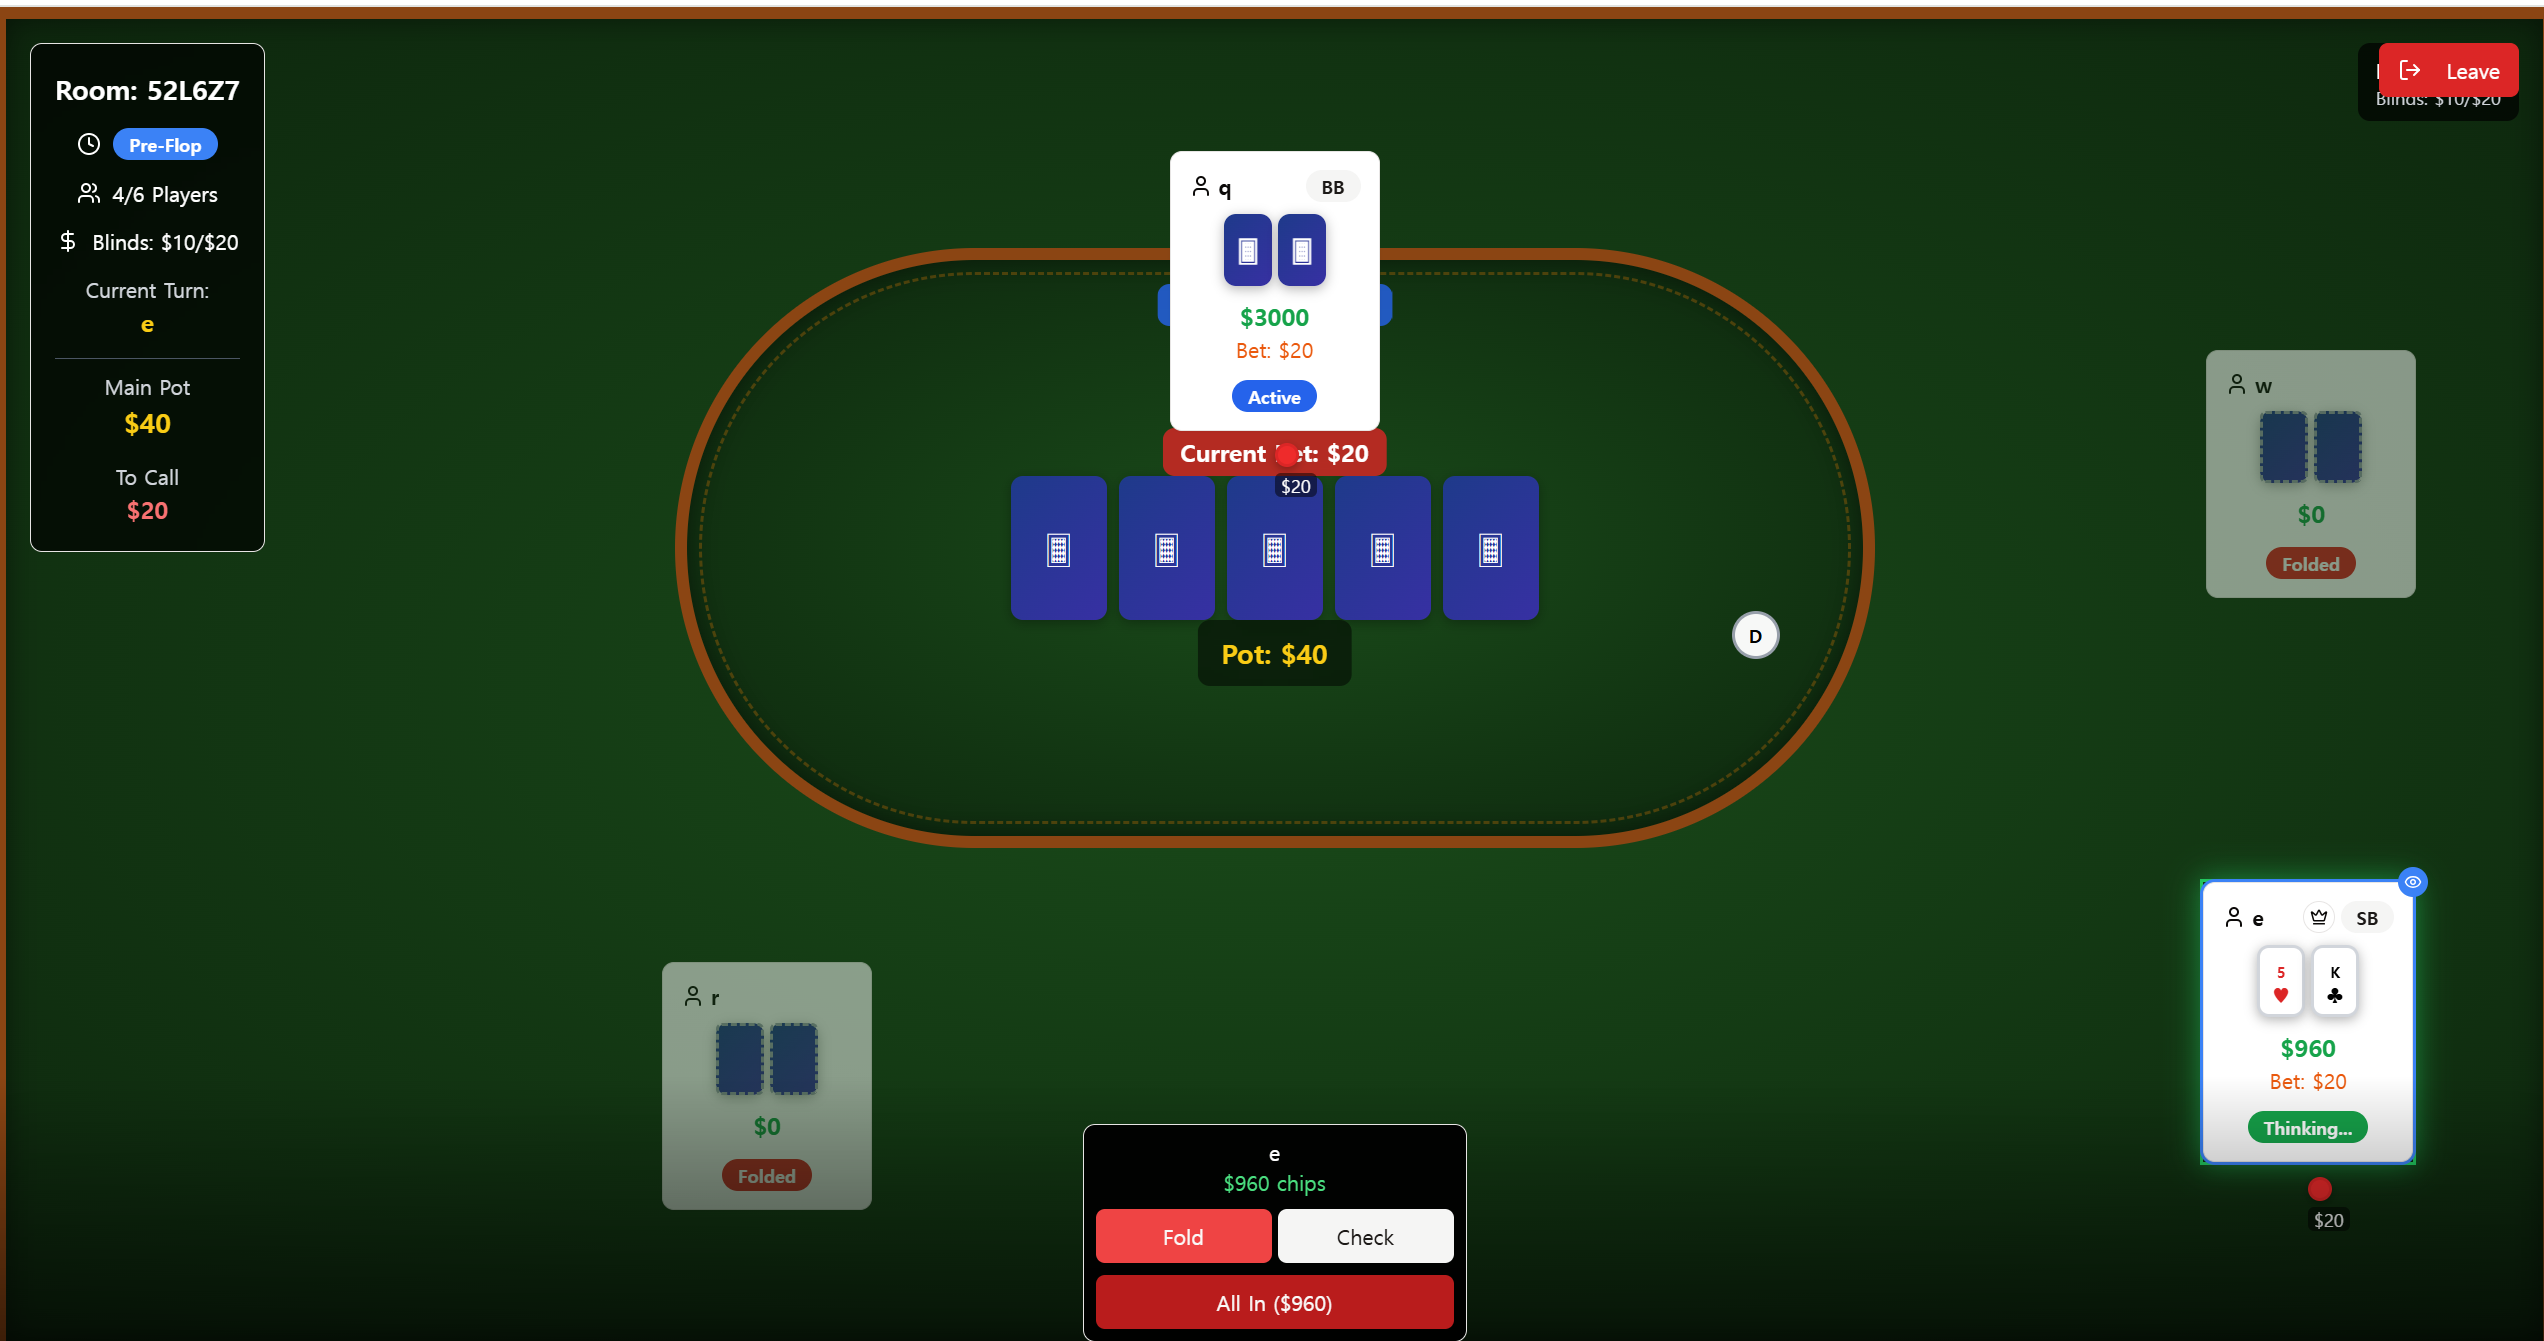 Room: 52L6Z7
Pre-Flop
4/6 Players
Blinds: $10/$20
Current Turn:
e
Main Pot
$40
To Call
$20
Leave
Blinds: $10/$20
q
BB
$3000
Bet: $20
Active
Current et: $20
$20
Pot: $40
D
w
$0
Folded
e
SB
5
K
$960
Bet: $20
Thinking...
$20
r
$0
Folded
e
$960 chips
Fold
Check
All In ($960)